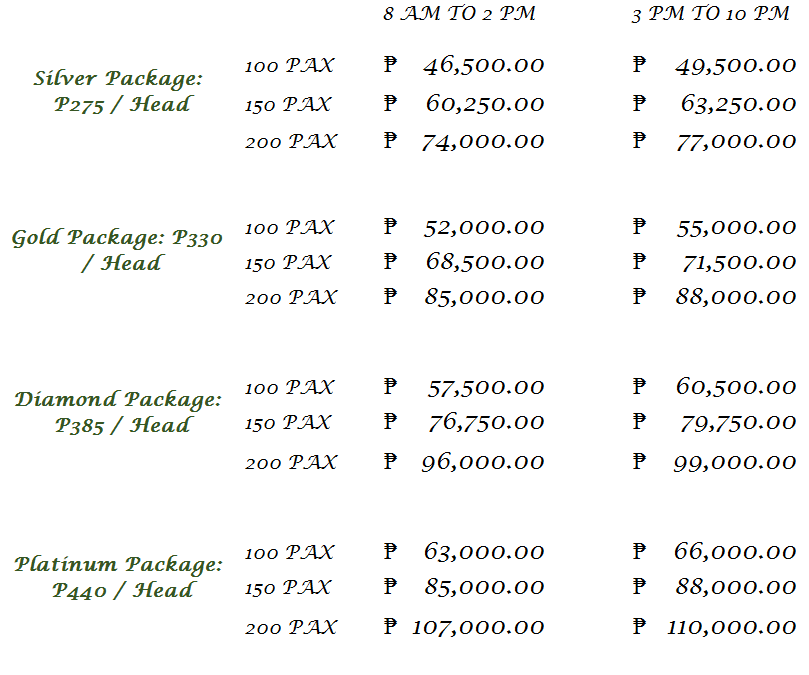 8 AM TO 2 PM 3 PM TO 10 PM
Silver Package:
P275 / Head
100 PAX ₱ 46,500.00 ₱ 49,500.00
150 PAX ₱ 60,250.00 ₱ 63,250.00
200 PAX ₱ 74,000.00 ₱ 77,000.00
Gold Package: P330
/ Head
100 PAX ₱ 52,000.00 ₱ 55,000.00
150 PAX ₱ 68,500.00 ₱ 71,500.00
200 PAX ₱ 85,000.00 ₱ 88,000.00
Diamond Package:
P385 / Head
100 PAX ₱ 57,500.00 ₱ 60,500.00
150 PAX ₱ 76,750.00 ₱ 79,750.00
200 PAX ₱ 96,000.00 ₱ 99,000.00
Platinum Package:
P440 / Head
100 PAX ₱ 63,000.00 ₱ 66,000.00
150 PAX ₱ 85,000.00 ₱ 88,000.00
200 PAX ₱ 107,000.00 ₱ 110,000.00